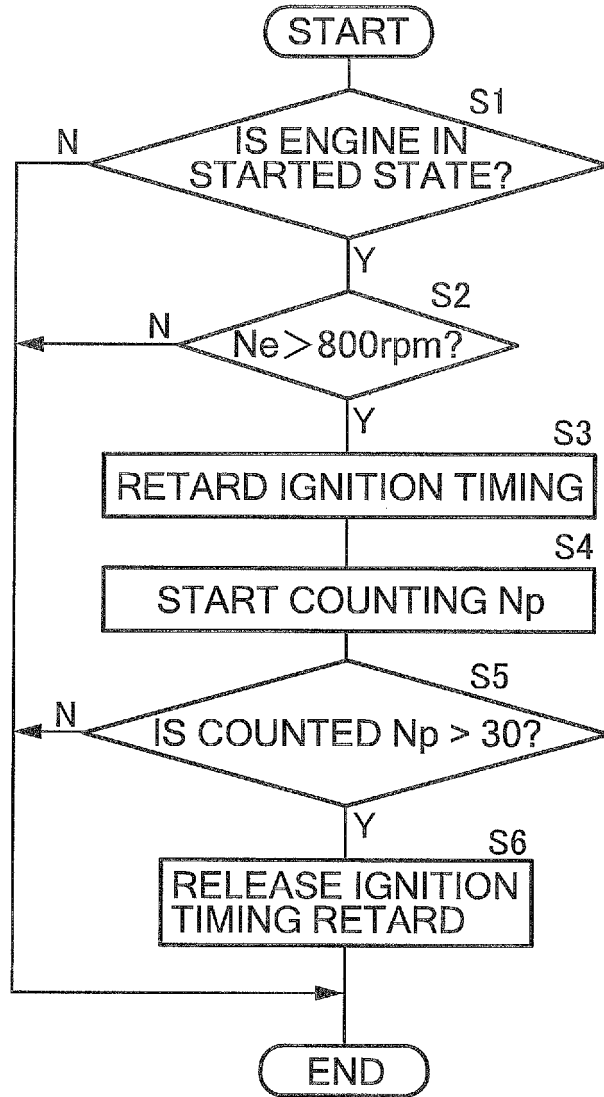 START
S1
N
IS ENGINE IN
STARTED STATE?
Y
S2
N
Ne>800rpm?
Y
S3
RETARD IGNITION TIMING
S4
START COUNTING Np
S5
N
IS COUNTED Np > 30?
Y
S6
RELEASE IGNITION
TIMING RETARD
END